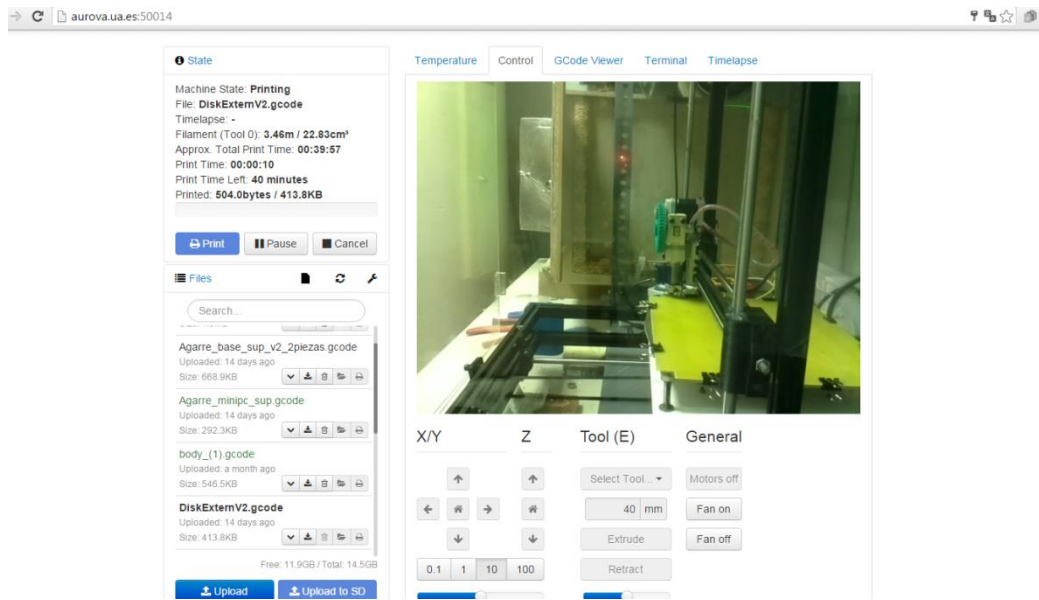 aurova.ua.es:50014
State
Machine State: Printing
File: DiskExternV2.gcode
Timelapse: -
Filament (Tool 0): 3.46m / 22.83cm³
Approx. Total Print Time: 00:39:57
Print Time: 00:00:10
Print Time Left: 40 minutes
Printed: 504.0bytes / 413.8KB
Print Pause Cancel
Files
Search...
Agarre_base_sup_v2_2piezas.gcode
Uploaded: 14 days ago
Size: 668.9KB
Agarre_minipc_sup.gcode
Uploaded: 14 days ago
Size: 292.3KB
body_(1).gcode
Uploaded: a month ago
Size: 546.5KB
DiskExternV2.gcode
Uploaded: 14 days ago
Size: 413.8KB
Free: 11.9GB / Total: 14.5GB
Upload Upload to SD
Temperature Control GCode Viewer Terminal Timelapse
X/Y Z Tool (E) General
Select Tool... Motors off
40 mm Fan on
Extrude Fan off
0.1 1 10 100 Retract